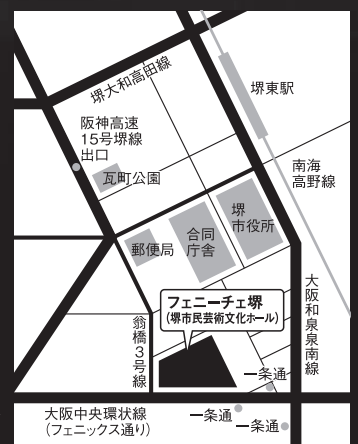 堺大和高田線
堺東駅
阪神高速
15号堺線
出口
瓦町公園
南海
高野線
堺
市役所
合同
庁舎
郵便局
フェニーチェ堺
(堺市民芸術文化ホール)
翁橋3号線
大阪和泉泉南線
一条通
大阪中央環状線
(フェニックス通り)
一条通
一条通